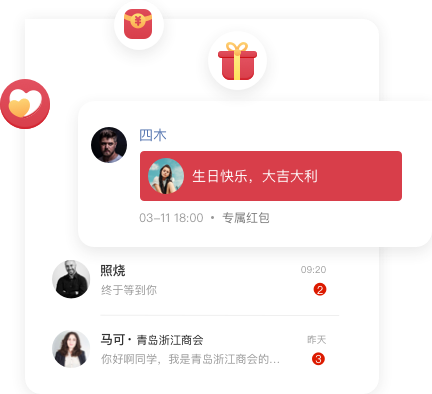 ¥
四木
生日快乐，大吉大利
03-11 18:00 • 专属红包
照烧 09:20
终于等到你 2
马可· 青岛浙江商会 昨天
你好啊同学，我是青岛浙江商会的... 3